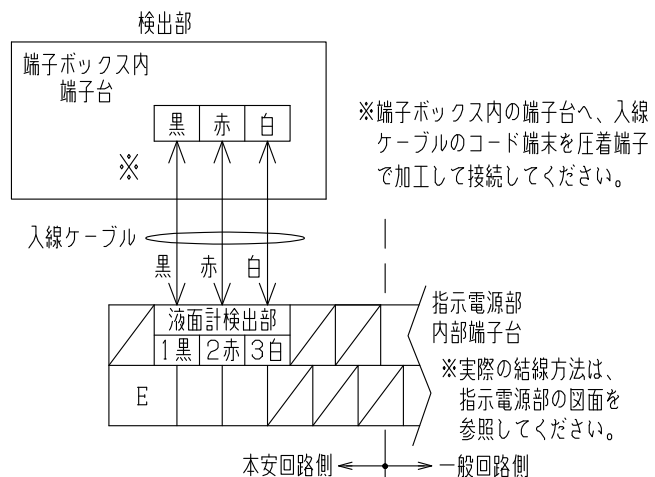 検出部
端子ボックス内
端子台
黒 赤 白
※
※端子ボックス内の端子台へ、入線
ケーブルのコード端末を圧着端子
で加工して接続してください。
入線ケーブル
黒 赤 白
液面計検出部
1黒 2赤 3白
E
指示電源部
内部端子台
※実際の結線方法は、
指示電源部の図面を
参照してください。
本安回路側 一般回路側